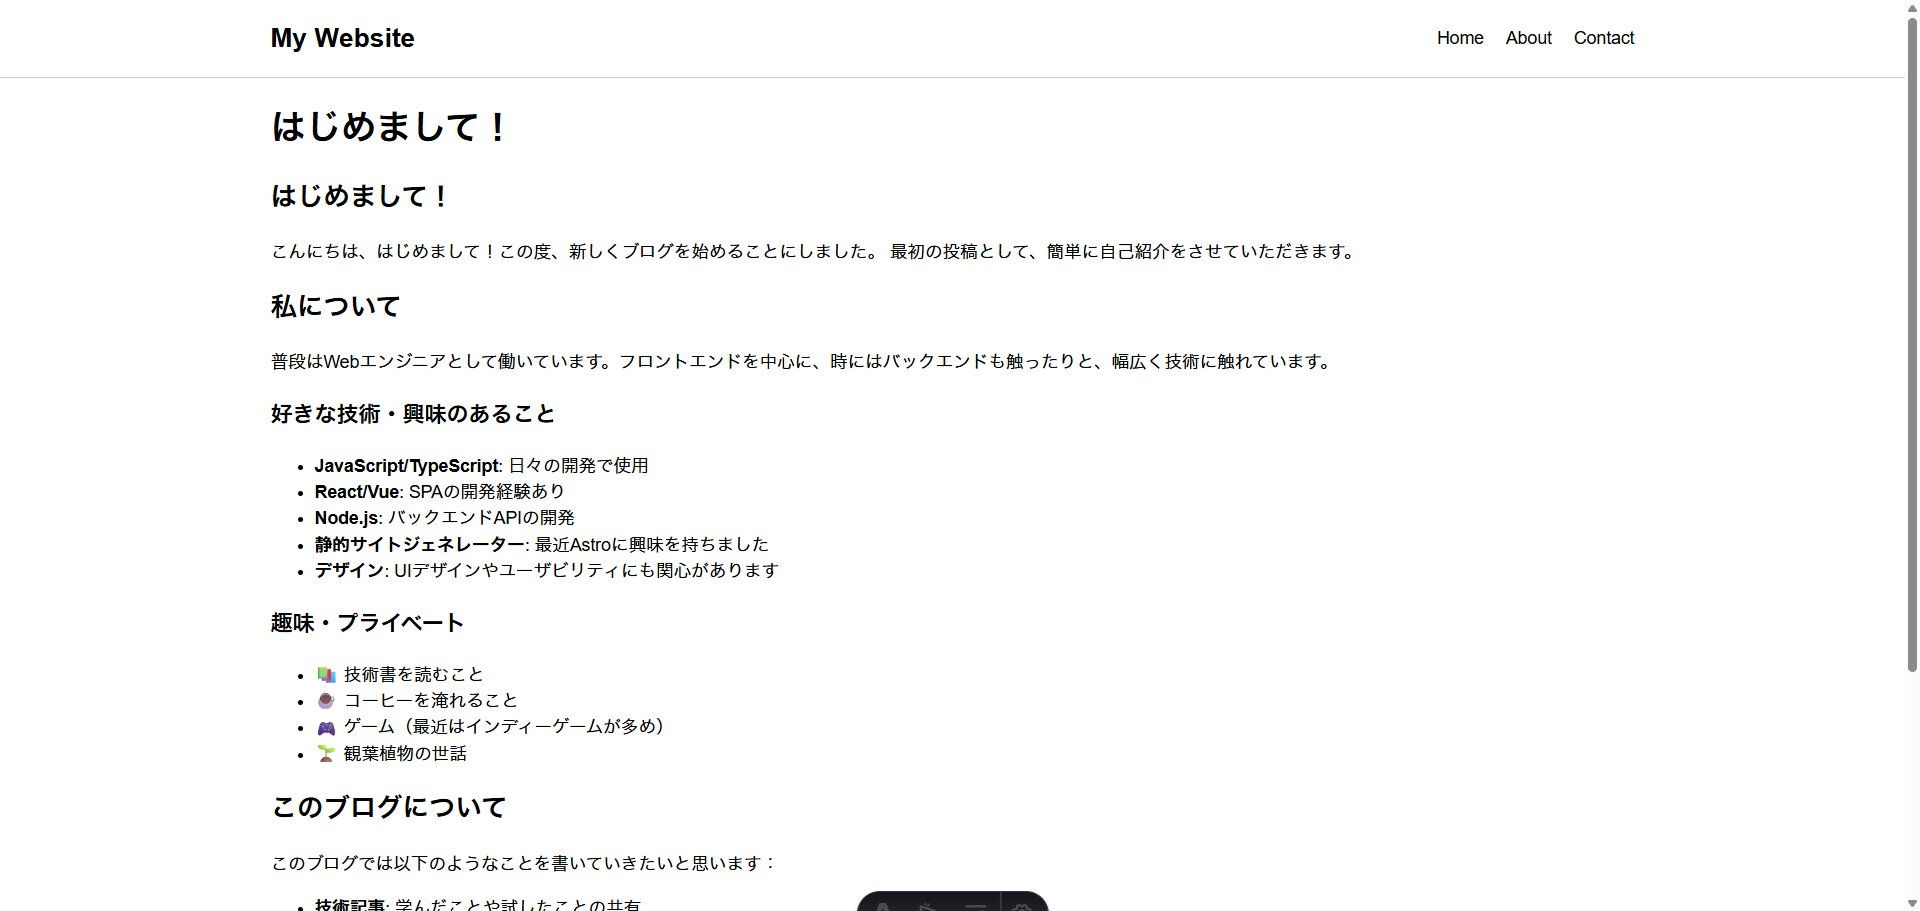 My Website
Home About Contact
はじめまして！
はじめまして！
こんにちは、はじめまして！この度、新しくブログを始めることにしました。 最初の投稿として、簡単に自己紹介をさせていただきます。
私について
普段はWebエンジニアとして働いています。フロントエンドを中心に、時にはバックエンドも触ったりと、幅広く技術に触れています。
好きな技術・興味のあること
• JavaScript/TypeScript: 日々の開発で使用
• React/Vue: SPAの開発経験あり
• Node.js: バックエンドAPIの開発
• 静的サイトジェネレーター: 最近Astroに興味を持ちました
• デザイン: UIデザインやユーザビリティにも関心があります
趣味・プライベート
• 📚 技術書を読むこと
• ☕ コーヒーを淹れること
• 🎮 ゲーム（最近はインディーゲームが多め）
• 🌱 観葉植物の世話
このブログについて
このブログでは以下のようなことを書いていきたいと思います：
• 技術記事: 学んだことや試したことの共有